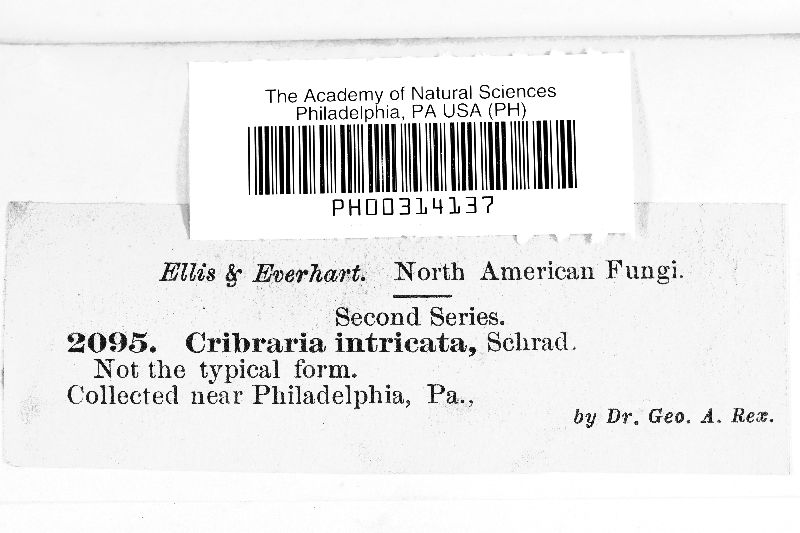 The Academy of Natural Sciences
Philadelphia, PA USA (PH)
PH00314137
Ellis & Everhart. North American Fungi.
Second Series.
2095. Cribraria intricata, Schrad.
Not the typical form.
Collected near Philadelphia, Pa.,
by Dr. Geo. A. Rex.